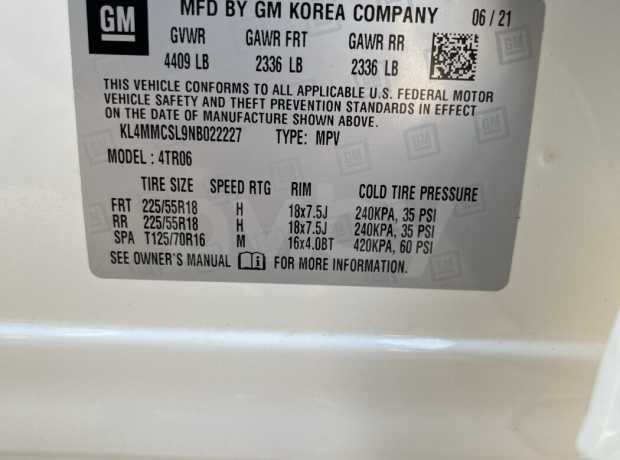 GM MFD BY GM KOREA COMPANY 06 / 21
GVWR GAWR FRT GAWR RR
4409 LB 2336 LB 2336 LB
THIS VEHICLE CONFORMS TO ALL APPLICABLE U.S. FEDERAL MOTOR
VEHICLE SAFETY AND THEFT PREVENTION STANDARDS IN EFFECT
ON THE DATE OF MANUFACTURE SHOWN ABOVE.
KL4MMCSL9NB022227 TYPE: MPV
MODEL: 4TR06
TIRE SIZE SPEED RTG RIM COLD TIRE PRESSURE
FRT 225/55R18 H 18x7.5J 240KPA, 35 PSI
RR 225/55R18 H 18x7.5J 240KPA, 35 PSI
SPA T125/70R16 M 16x4.0BT 420KPA, 60 PSI
SEE OWNER'S MANUAL i FOR MORE INFORMATION.